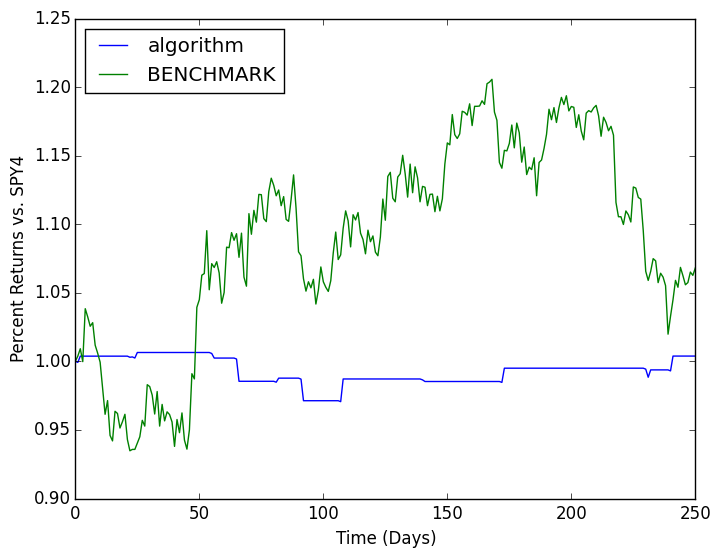 1.25
1.20
1.15
1.10
1.05
1.00
0.95
0.90
Percent Returns vs. SPY4
algorithm
BENCHMARK
0 50 100 150 200 250
Time (Days)